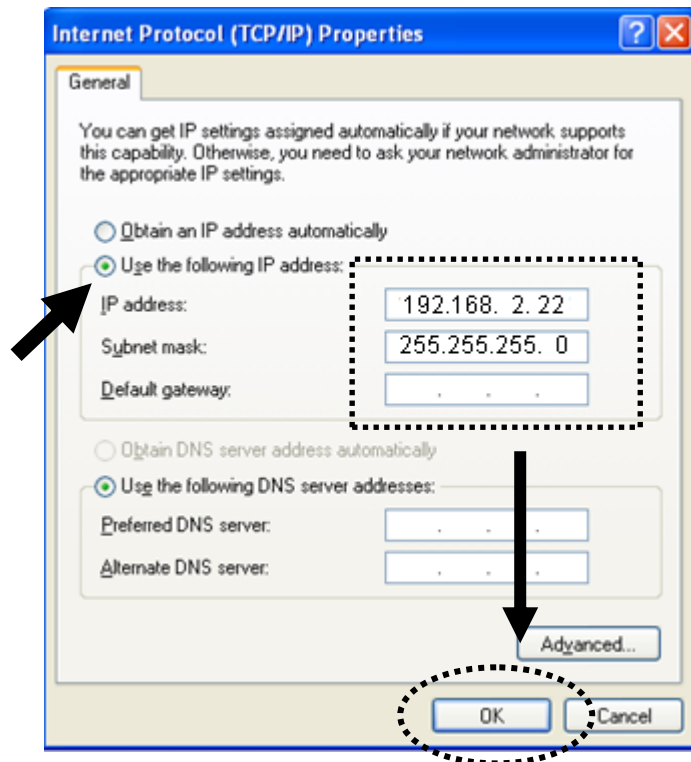 Internet Protocol (TCP/IP) Properties
General
You can get IP settings assigned automatically if your network supports
this capability. Otherwise, you need to ask your network administrator for
the appropriate IP settings.
Obtain an IP address automatically
Use the following IP address:
IP address: 192.168. 2. 22
Subnet mask: 255.255.255. 0
Default gateway: . . .
Obtain DNS server address automatically
Use the following DNS server addresses:
Preferred DNS server: . . .
Alternate DNS server: . . .
Advanced...
OK Cancel